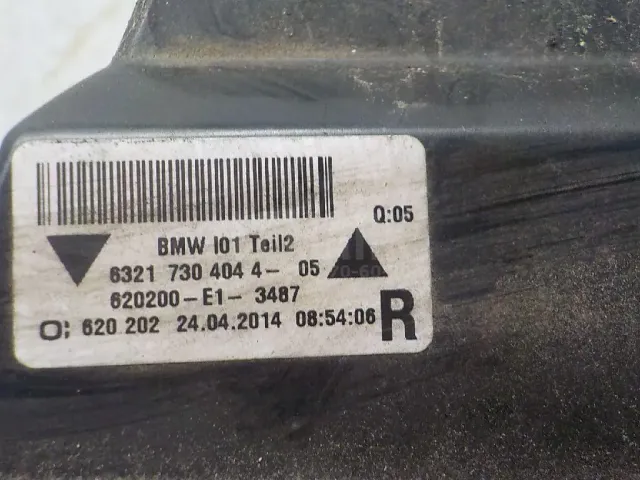 Q:05
BMW I01 Teil2
6321 730 404 4- 05
620200-E1- 3487
O: 620 202 24.04.2014 08:54:06 R